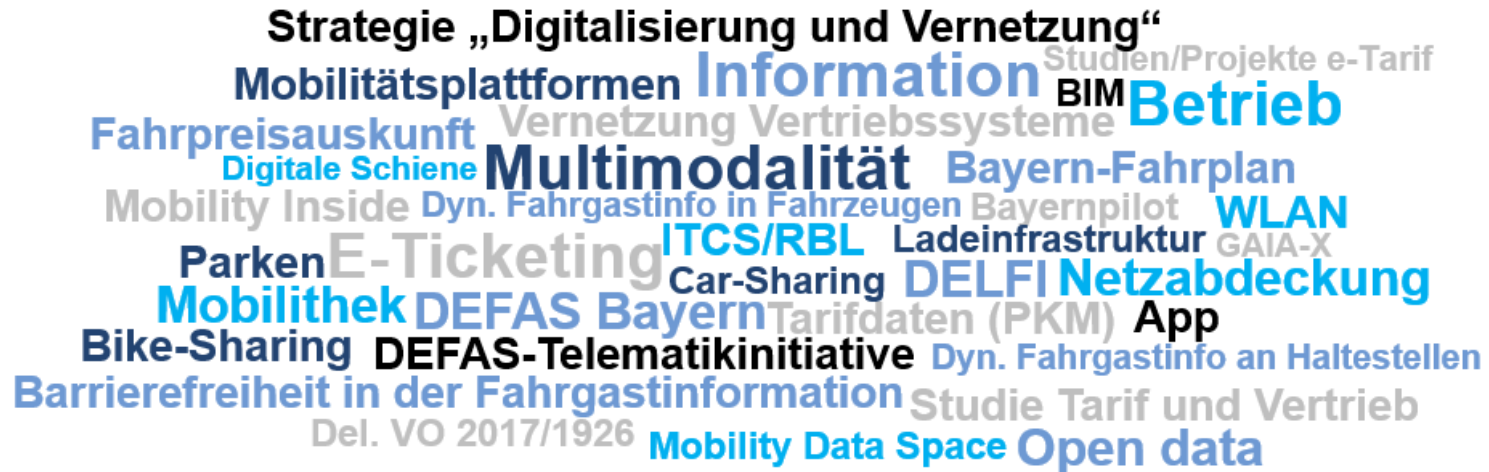 Strategie „Digitalisierung und Vernetzung“
Studien/Projekte e-Tarif
Mobilitätsplattformen Information BIM Betrieb
Fahrpreisauskunft Vernetzung Vertriebssysteme
Digitale Schiene Multimodalität Bayern-Fahrplan
Mobility Inside Dyn. Fahrgastinfo in Fahrzeugen Bayernpilot WLAN
Parken E-Ticketing ITCS/RBL Ladeinfrastruktur GAIA-X
Car-Sharing DELFI Netzabdeckung
Mobilithek DEFAS Bayern Tarifdaten (PKM) App
Bike-Sharing DEFAS-Telematikinitiative Dyn. Fahrgastinfo an Haltestellen
Barrierefreiheit in der Fahrgastinformation Studie Tarif und Vertrieb
Del. VO 2017/1926 Mobility Data Space Open data